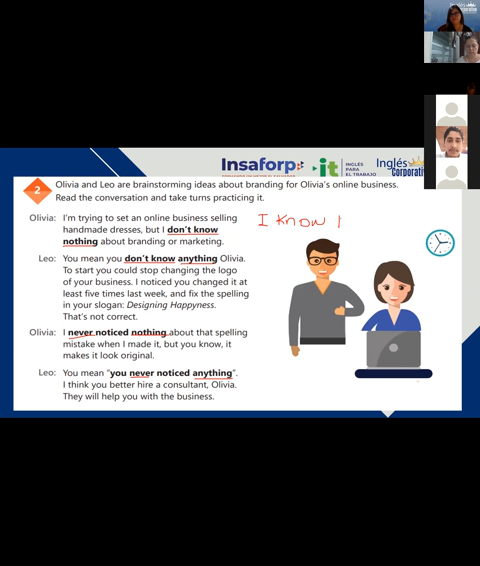 Inglés
Corporativo
Insaforp
it
INGLÉS
PARA
EL TRABAJO
Inglés
Corporativo
2
Olivia and Leo are brainstorming ideas about branding for Olivia's online business.
Read the conversation and take turns practicing it.
I know
Olivia: I'm trying to set an online business selling
handmade dresses, but I don't know
nothing about branding or marketing.
Leo: You mean you don't know anything Olivia.
To start you could stop changing the logo
of your business. I noticed you changed it at
least five times last week, and fix the spelling
in your slogan: Designing Happyness.
That's not correct.
Olivia: I never noticed nothing about that spelling
mistake when I made it, but you know, it
makes it look original.
Leo: You mean "you never noticed anything".
I think you better hire a consultant, Olivia.
They will help you with the business.